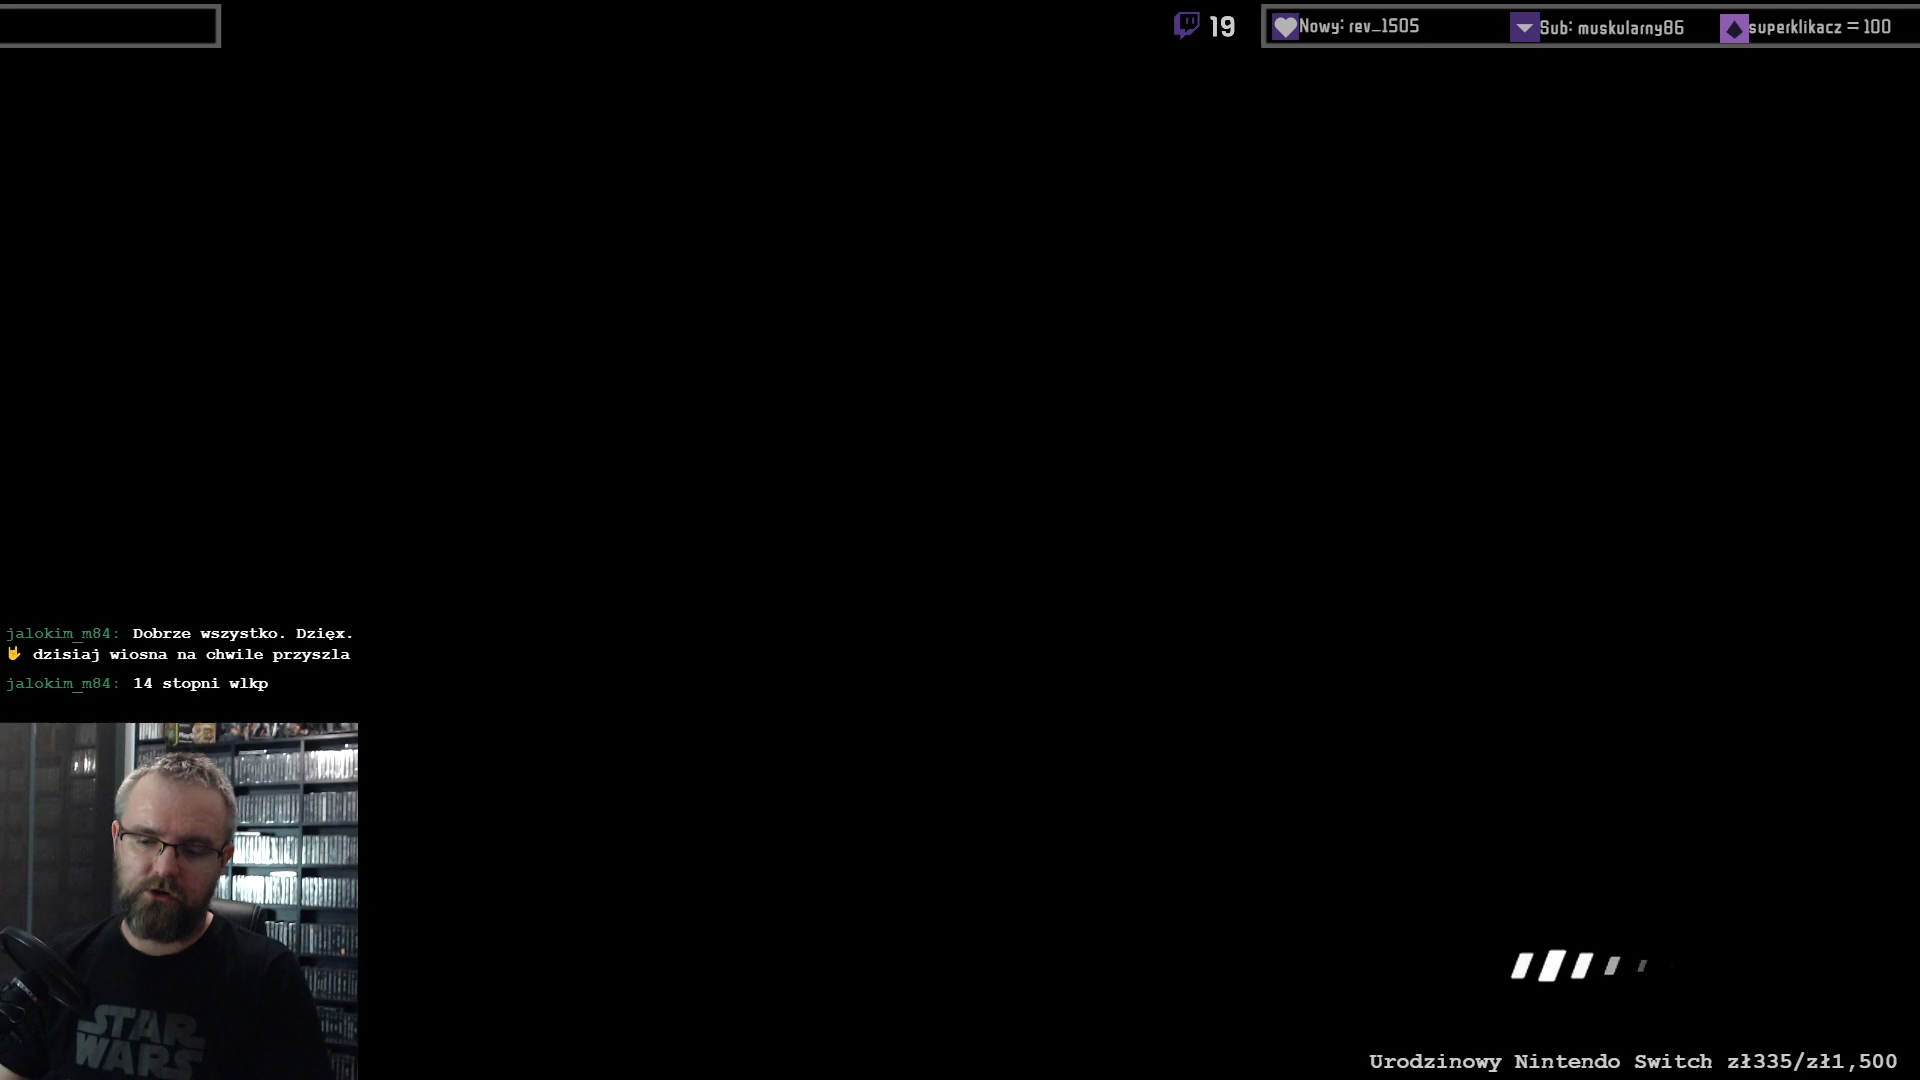 19
Nowy: rev_1505
Sub: muskularny86
superklikacz = 100
jalokim_m84: Dobrze wszystko. Dzięx.
🤟 dzisiaj wiosna na chwile przyszla
jalokim_m84: 14 stopni wlkp
STAR
WARS
Urodzinowy Nintendo Switch zł335/zł1,500